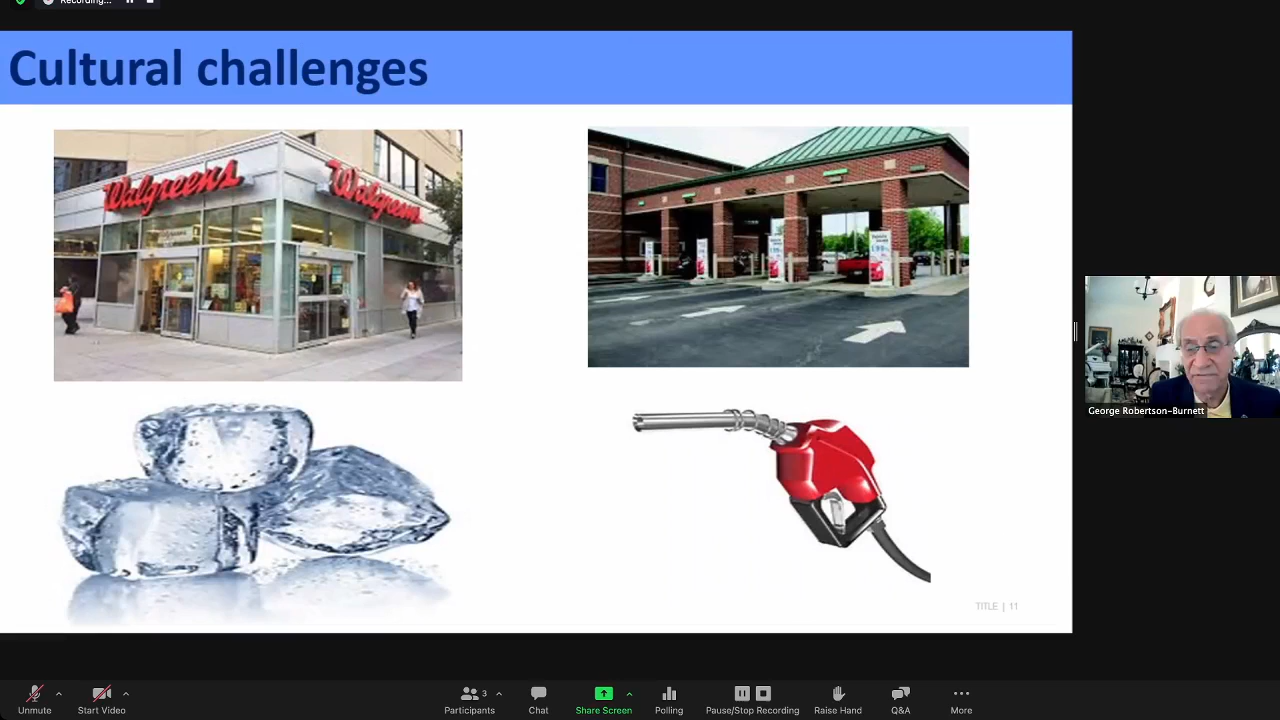 Recording...
Cultural challenges
Walgreens
Walgreens
George Robertson-Burnett
TITLE | 11
Unmute
Start Video
Participants
3
Chat
Share Screen
Polling
Pause/Stop Recording
Raise Hand
Q&A
More